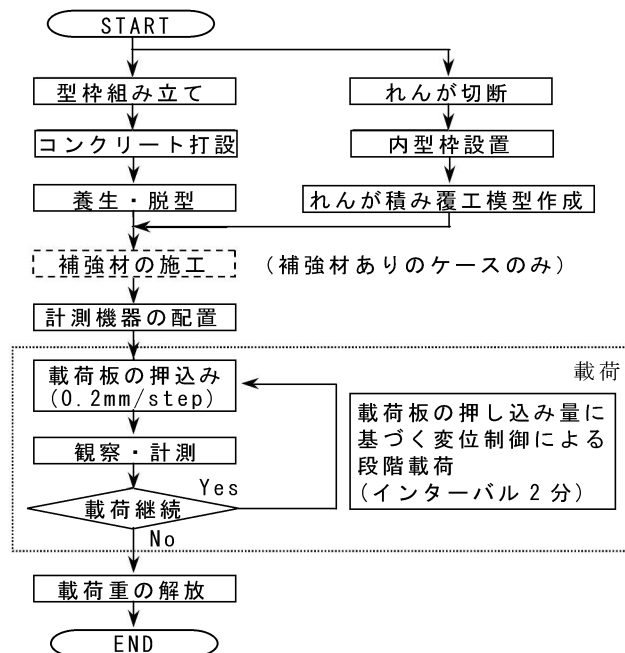 START
型枠組み立て
れんが切断
コンクリート打設
内型枠設置
養生・脱型
れんが積み覆工模型作成
補強材の施工
(補強材ありのケースのみ)
計測機器の配置
載荷
載荷板の押込み
(0.2mm/step)
載荷板の押し込み量に
基づく変位制御による
段階載荷
(インターバル2分)
観察・計測
載荷継続
Yes
No
載荷重の解放
END